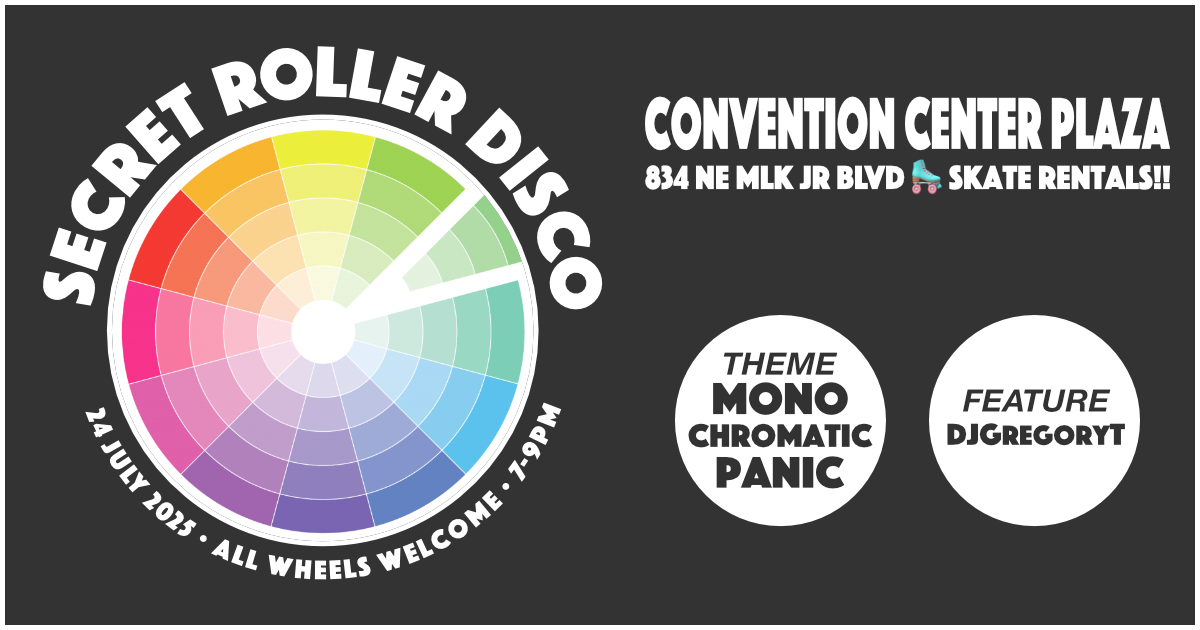 SECRET ROLLER DISCO
24 JULY 2025 • ALL WHEELS WELCOME • 7-9PM
CONVENTION CENTER PLAZA
834 NE MLK JR BLVD 🛼 SKATE RENTALS!!
THEME
MONO
CHROMATIC
PANIC
FEATURE
DJGREGORYT